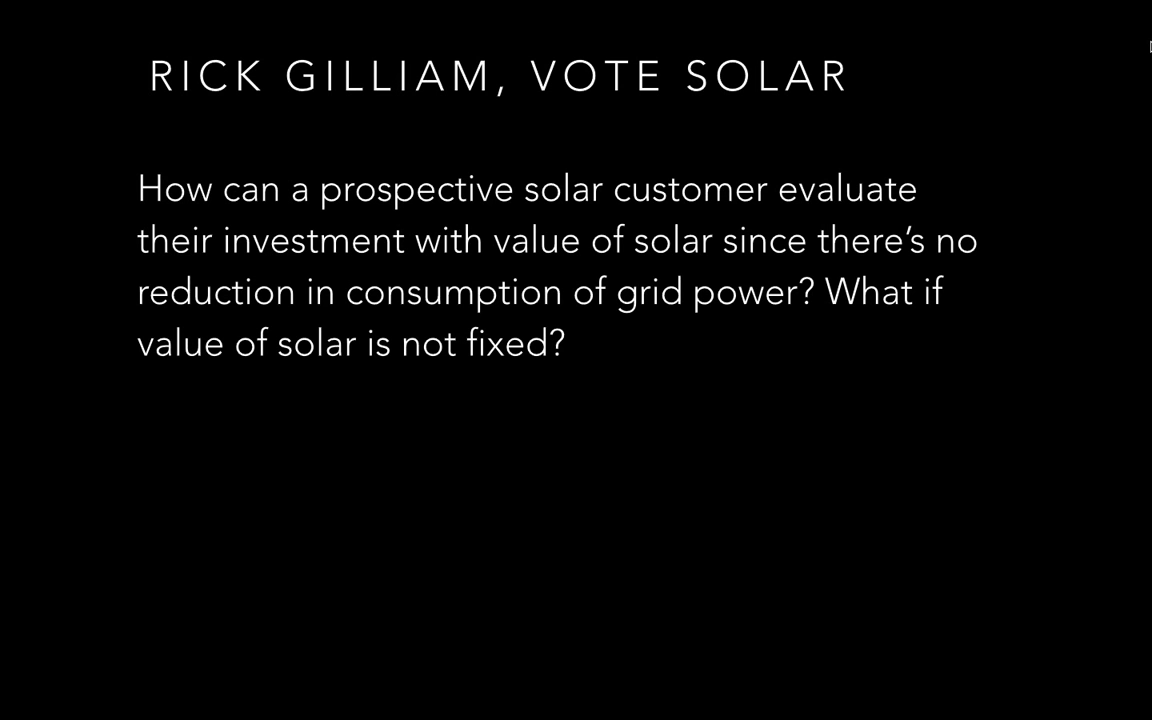 RICK GILLIAM, VOTE SOLAR
How can a prospective solar customer evaluate
their investment with value of solar since there’s no
reduction in consumption of grid power? What if
value of solar is not fixed?